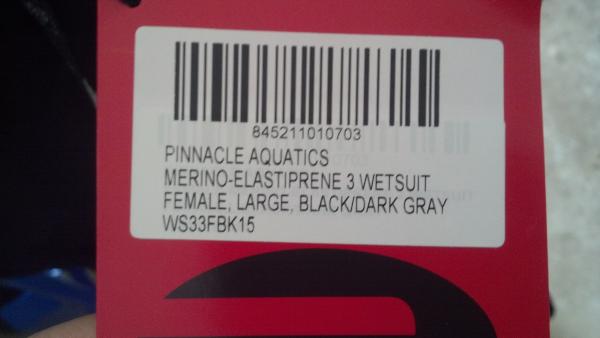 845211010703
PINNACLE AQUATICS
MERINO-ELASTIPRENE 3 WETSUIT
FEMALE, LARGE, BLACK/DARK GRAY
WS33FBK15